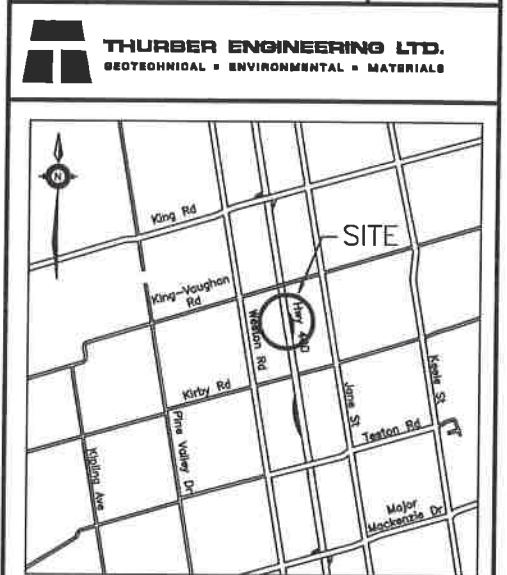 THURBER ENGINEERING LTD.
GEOTECHNICAL ▪ ENVIRONMENTAL ▪ MATERIALS
N
King Rd
SITE
King-Vaughan
Rd
Hwy 400
Weston Rd
Kirby Rd
Jane St
Keele St
Pine Valley Dr
Teston Rd
Kipling Ave
Major
Mackenzie Dr